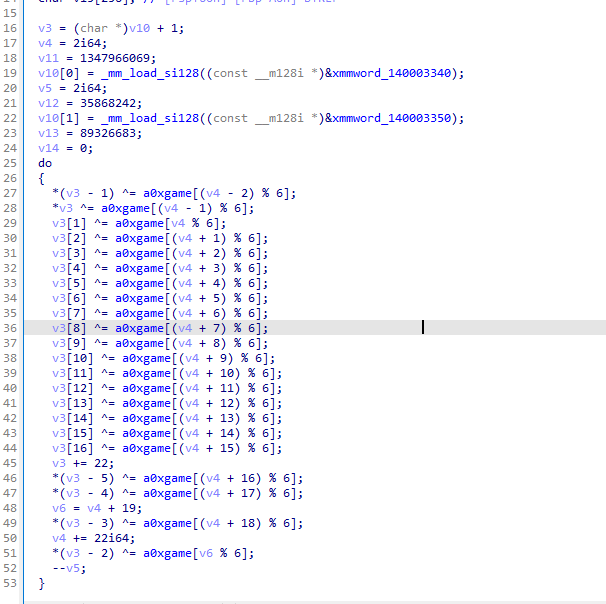 15
16 v3 = (char *)v10 + 1;
17 v4 = 2i64;
18 v11 = 1347966069;
19 v10[0] = _mm_load_si128((const __m128i *)&xmmword_140003340);
20 v5 = 2i64;
21 v12 = 35868242;
22 v10[1] = _mm_load_si128((const __m128i *)&xmmword_140003350);
23 v13 = 89326683;
24 v14 = 0;
25 do
26 {
27 *(v3 - 1) ^= a0xgame[(v4 - 2) % 6];
28 *v3 ^= a0xgame[(v4 - 1) % 6];
29 v3[1] ^= a0xgame[v4 % 6];
30 v3[2] ^= a0xgame[(v4 + 1) % 6];
31 v3[3] ^= a0xgame[(v4 + 2) % 6];
32 v3[4] ^= a0xgame[(v4 + 3) % 6];
33 v3[5] ^= a0xgame[(v4 + 4) % 6];
34 v3[6] ^= a0xgame[(v4 + 5) % 6];
35 v3[7] ^= a0xgame[(v4 + 6) % 6];
36 v3[8] ^= a0xgame[(v4 + 7) % 6];
37 v3[9] ^= a0xgame[(v4 + 8) % 6];
38 v3[10] ^= a0xgame[(v4 + 9) % 6];
39 v3[11] ^= a0xgame[(v4 + 10) % 6];
40 v3[12] ^= a0xgame[(v4 + 11) % 6];
41 v3[13] ^= a0xgame[(v4 + 12) % 6];
42 v3[14] ^= a0xgame[(v4 + 13) % 6];
43 v3[15] ^= a0xgame[(v4 + 14) % 6];
44 v3[16] ^= a0xgame[(v4 + 15) % 6];
45 v3 += 22;
46 *(v3 - 5) ^= a0xgame[(v4 + 16) % 6];
47 *(v3 - 4) ^= a0xgame[(v4 + 17) % 6];
48 v6 = v4 + 19;
49 *(v3 - 3) ^= a0xgame[(v4 + 18) % 6];
50 v4 += 22i64;
51 *(v3 - 2) ^= a0xgame[v6 % 6];
52 --v5;
53 }